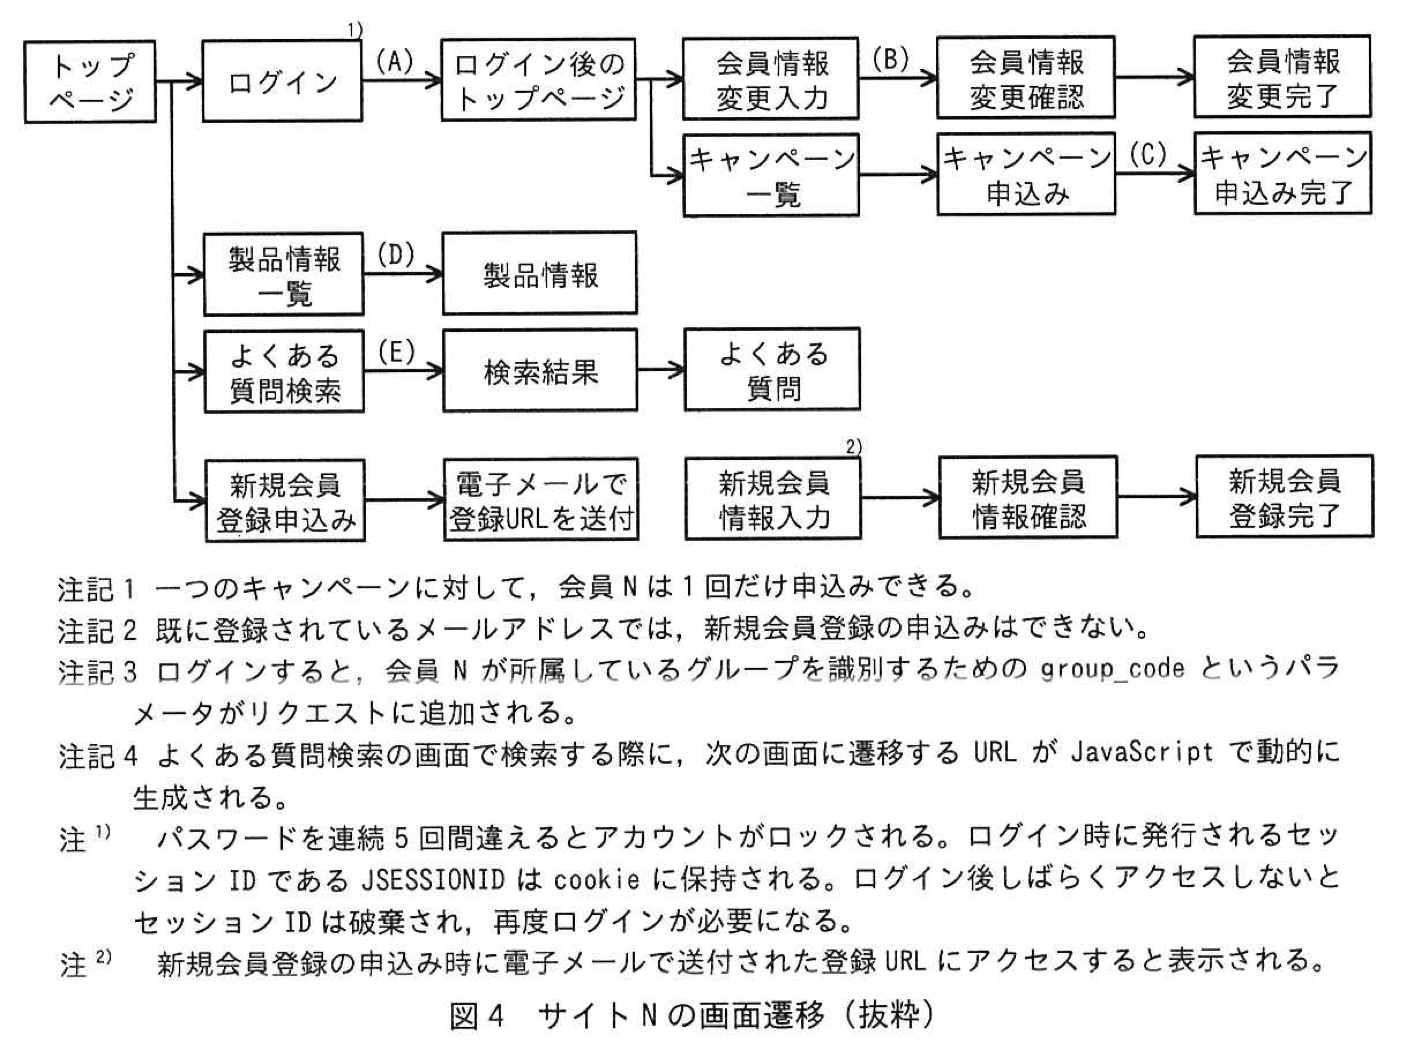 トップ
ページ
ログイン
1)
(A)
ログイン後の
トップページ
会員情報
変更入力
(B)
会員情報
変更確認
会員情報
変更完了
キャンペーン
一覧
キャンペーン
申込み
(C)
キャンペーン
申込み完了
製品情報
一覧
(D)
製品情報
よくある
質問検索
(E)
検索結果
よくある
質問
新規会員
登録申込み
電子メールで
登録URLを送付
2)
新規会員
情報入力
新規会員
情報確認
新規会員
登録完了
注記1 一つのキャンペーンに対して，会員Nは1回だけ申込みできる。
注記2 既に登録されているメールアドレスでは，新規会員登録の申込みはできない。
注記3 ログインすると，会員 N が所属しているグループを識別するための group_code というパラ
メータがリクエストに追加される。
注記4 よくある質問検索の画面で検索する際に，次の画面に遷移する URL が JavaScript で動的に
生成される。
注1) パスワードを連続5回間違えるとアカウントがロックされる。ログイン時に発行されるセッ
ション ID である JSESSIONID は cookie に保持される。ログイン後しばらくアクセスしないと
セッション ID は破棄され，再度ログインが必要になる。
注2) 新規会員登録の申込み時に電子メールで送付された登録 URL にアクセスすると表示される。
図4 サイトNの画面遷移（抜粋）